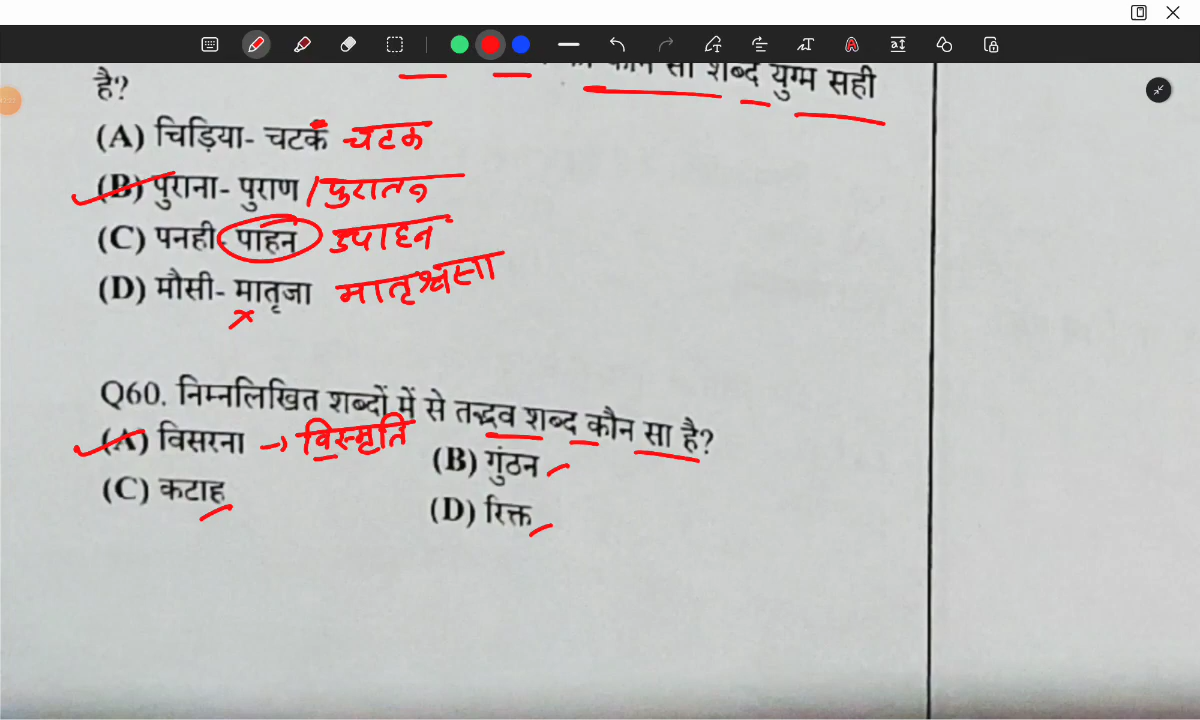 सा शब्द युग्म सही
है?
(A) चिड़िया- चटकं चटक
(B) पुराना- पुराण / पुरातन
(C) पनही- पाहन उपाहन
(D) मौसी- मातृजा मातृश्वसा
Q60. निम्नलिखित शब्दों में से तद्भव शब्द कौन सा है?
(A) विसरना → विस्मृति
(B) गुंठन
(C) कटाह
(D) रिक्त